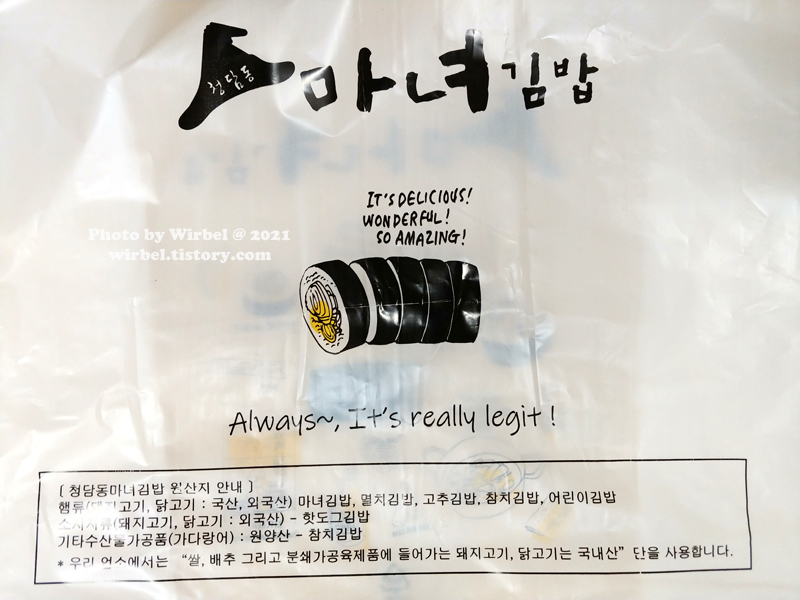 청담동
마녀김밥
IT'S DELICIOUS!
WONDERFUL!
SO AMAZING!
Photo by Wirbel @ 2021
wirbel.tistory.com
Always~, It's really legit !
[ 청담동마녀김밥 원산지 안내 ]
햄류(돼지고기, 닭고기 : 국산, 외국산) 마녀김밥, 멸치김밥, 고추김밥, 참치김밥, 어린이김밥
소시지류(돼지고기, 닭고기 : 외국산) - 핫도그김밥
기타수산물가공품(가다랑어) : 원양산 - 참치김밥
* 우리 업소에서는 “쌀, 배추 그리고 분쇄가공육제품에 들어가는 돼지고기, 닭고기는 국내산” 단을 사용합니다.